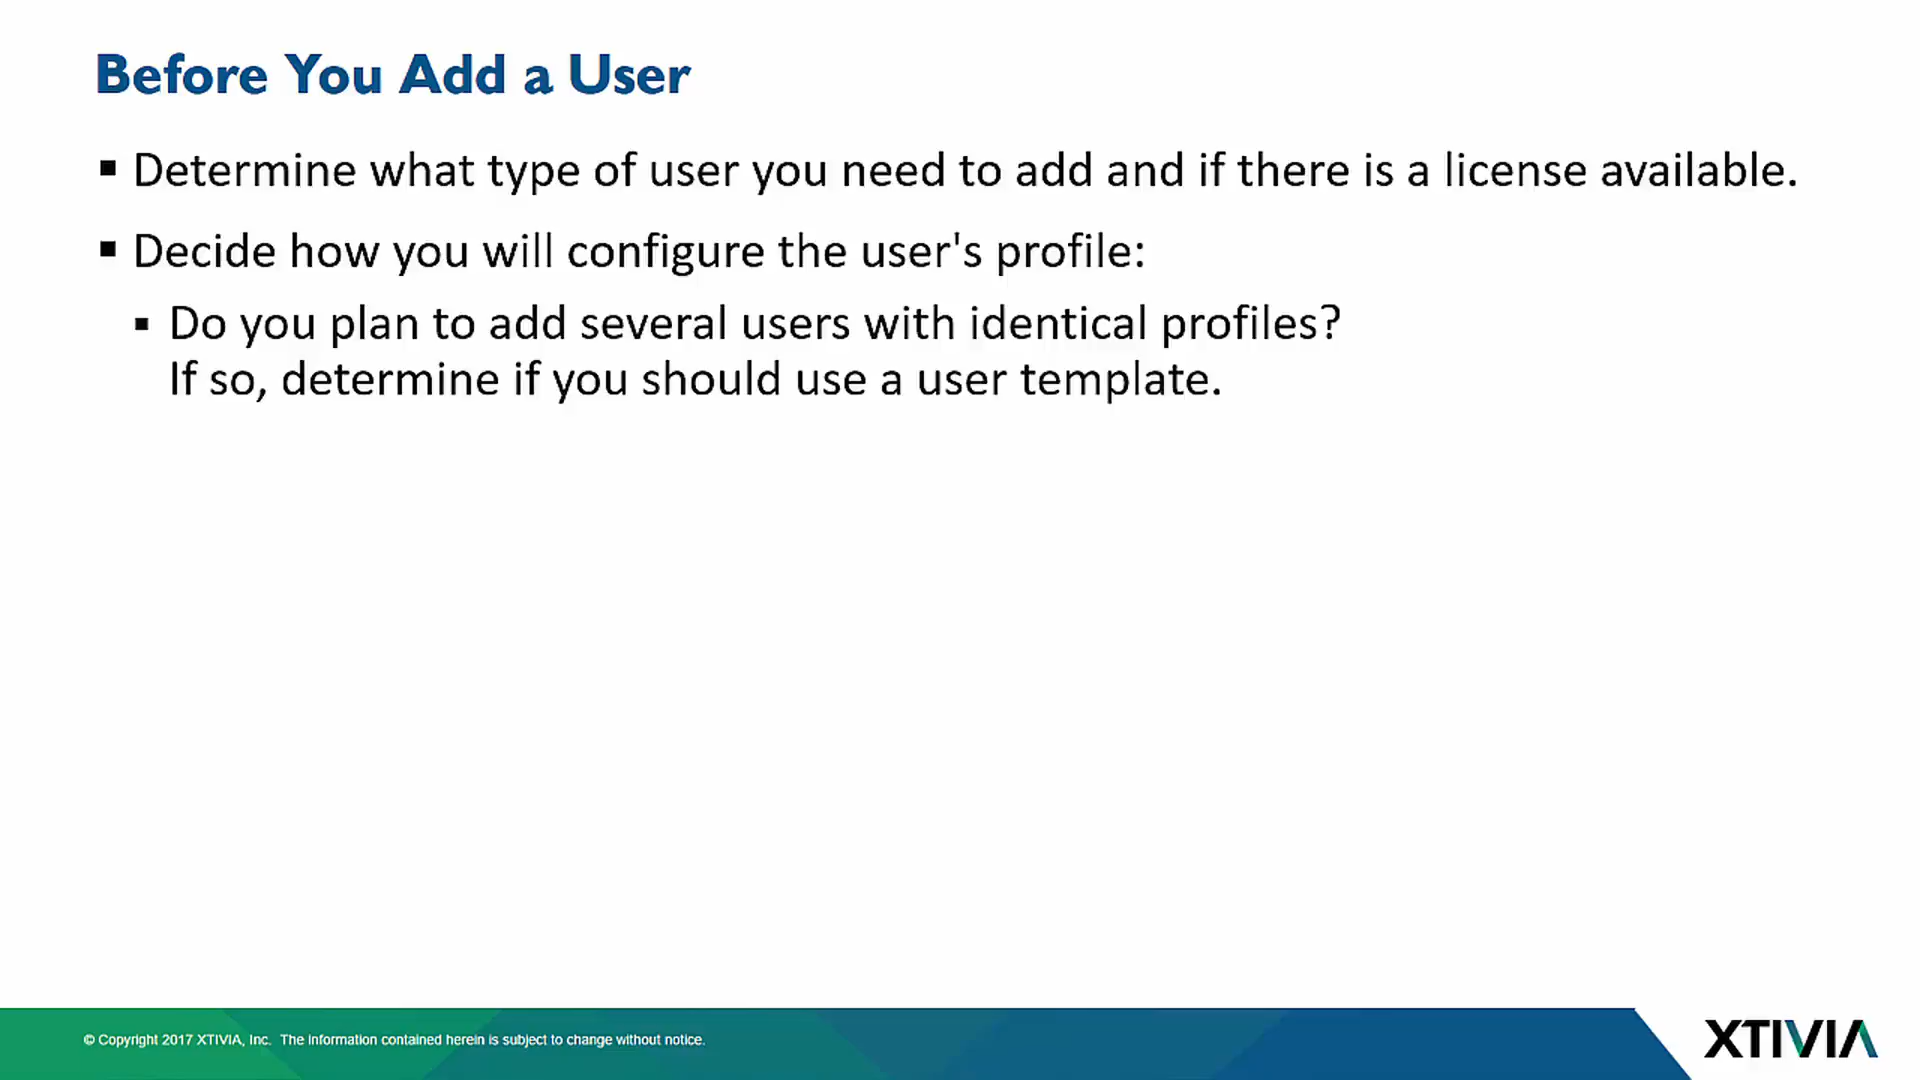 Before You Add a User
▪ Determine what type of user you need to add and if there is a license available.
▪ Decide how you will configure the user's profile:
▪ Do you plan to add several users with identical profiles?
If so, determine if you should use a user template.
© Copyright 2017 XTIVIA, Inc. The information contained herein is subject to change without notice.
XTIVIA